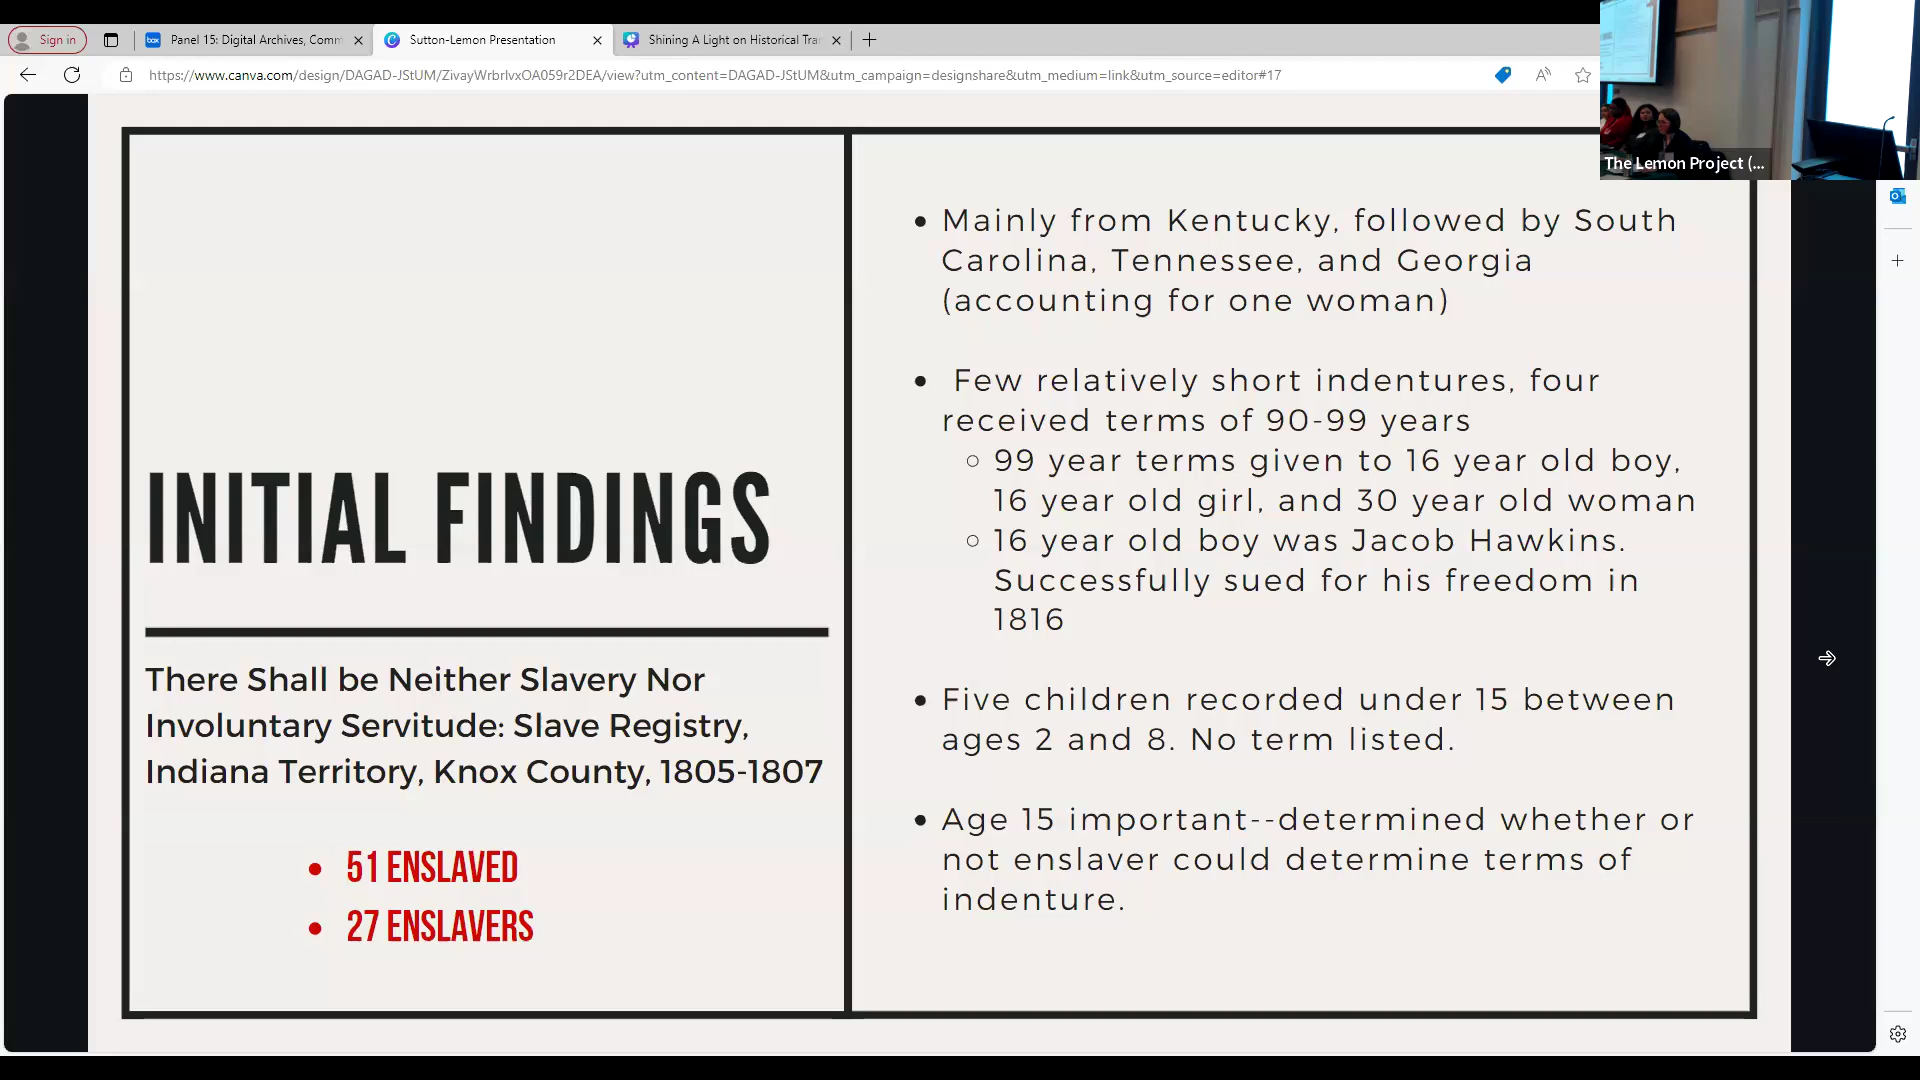 Sign in
Panel 15: Digital Archives, Comm
Sutton-Lemon Presentation
Shining A Light on Historical Tra
https://www.canva.com/design/DAGAD-JStUM/ZivayWrbrlvxOA059r2DEA/view?utm_content=DAGAD-JStUM&utm_campaign=designshare&utm_medium=link&utm_source=editor#17
The Lemon Project (...
INITIAL FINDINGS
There Shall be Neither Slavery Nor
Involuntary Servitude: Slave Registry,
Indiana Territory, Knox County, 1805-1807
• 51 ENSLAVED
• 27 ENSLAVERS
• Mainly from Kentucky, followed by South
Carolina, Tennessee, and Georgia
(accounting for one woman)
• Few relatively short indentures, four
received terms of 90-99 years
○ 99 year terms given to 16 year old boy,
16 year old girl, and 30 year old woman
○ 16 year old boy was Jacob Hawkins.
Successfully sued for his freedom in
1816
• Five children recorded under 15 between
ages 2 and 8. No term listed.
• Age 15 important--determined whether or
not enslaver could determine terms of
indenture.